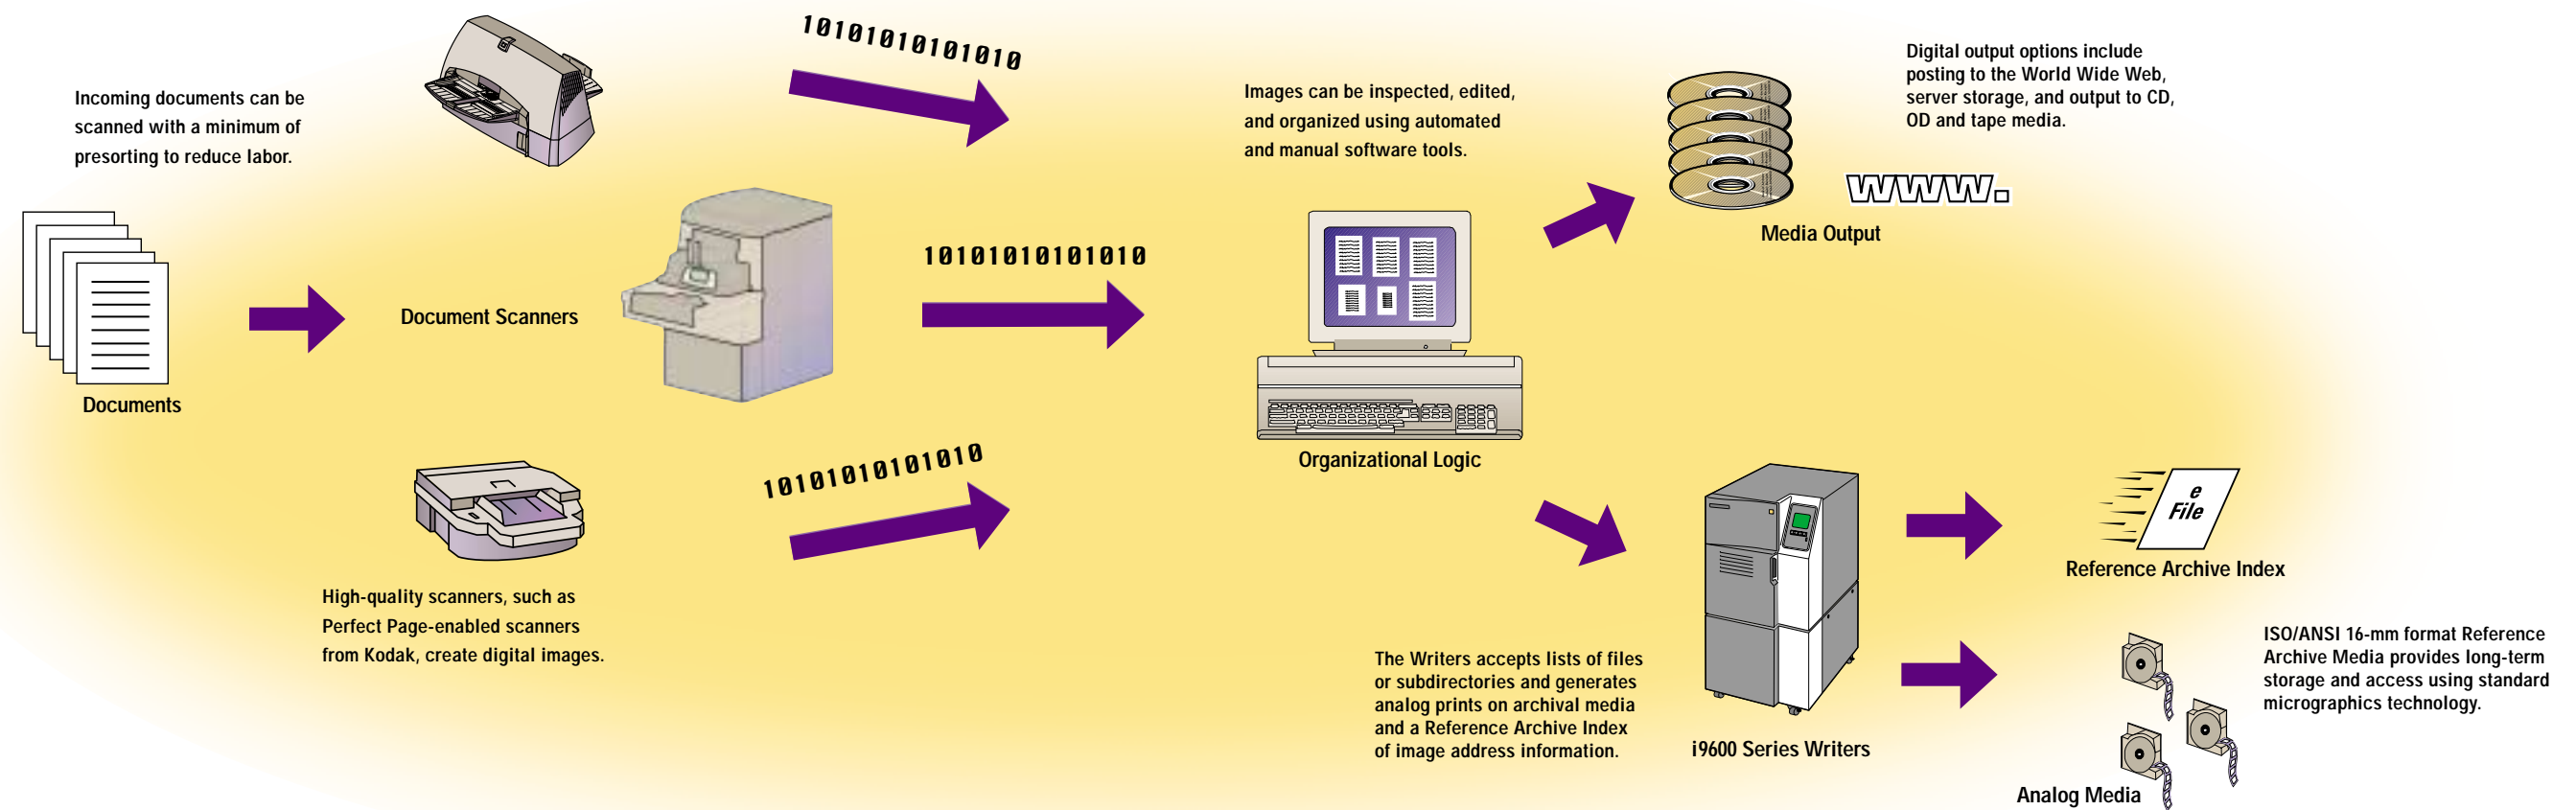 Incoming documents can be
scanned with a minimum of
presorting to reduce labor.
Documents
Document Scanners
High-quality scanners, such as
Perfect Page-enabled scanners
from Kodak, create digital images.
10101010101010
10101010101010
10101010101010
Images can be inspected, edited,
and organized using automated
and manual software tools.
Organizational Logic
Digital output options include
posting to the World Wide Web,
server storage, and output to CD,
OD and tape media.
www.
Media Output
The Writers accepts lists of files
or subdirectories and generates
analog prints on archival media
and a Reference Archive Index
of image address information.
i9600 Series Writers
e
File
Reference Archive Index
ISO/ANSI 16-mm format Reference
Archive Media provides long-term
storage and access using standard
micrographics technology.
Analog Media